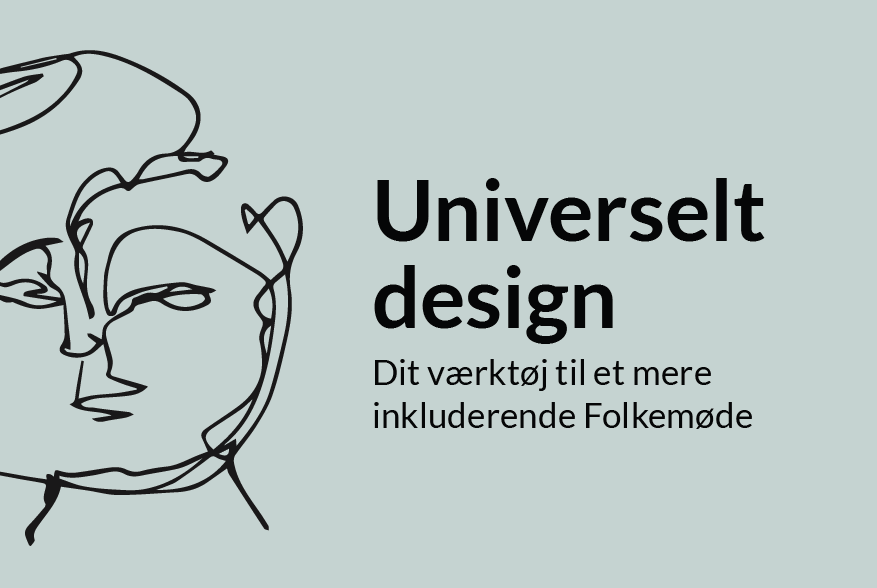 Universelt
design
Dit værktøj til et mere
inkluderende Folkemøde